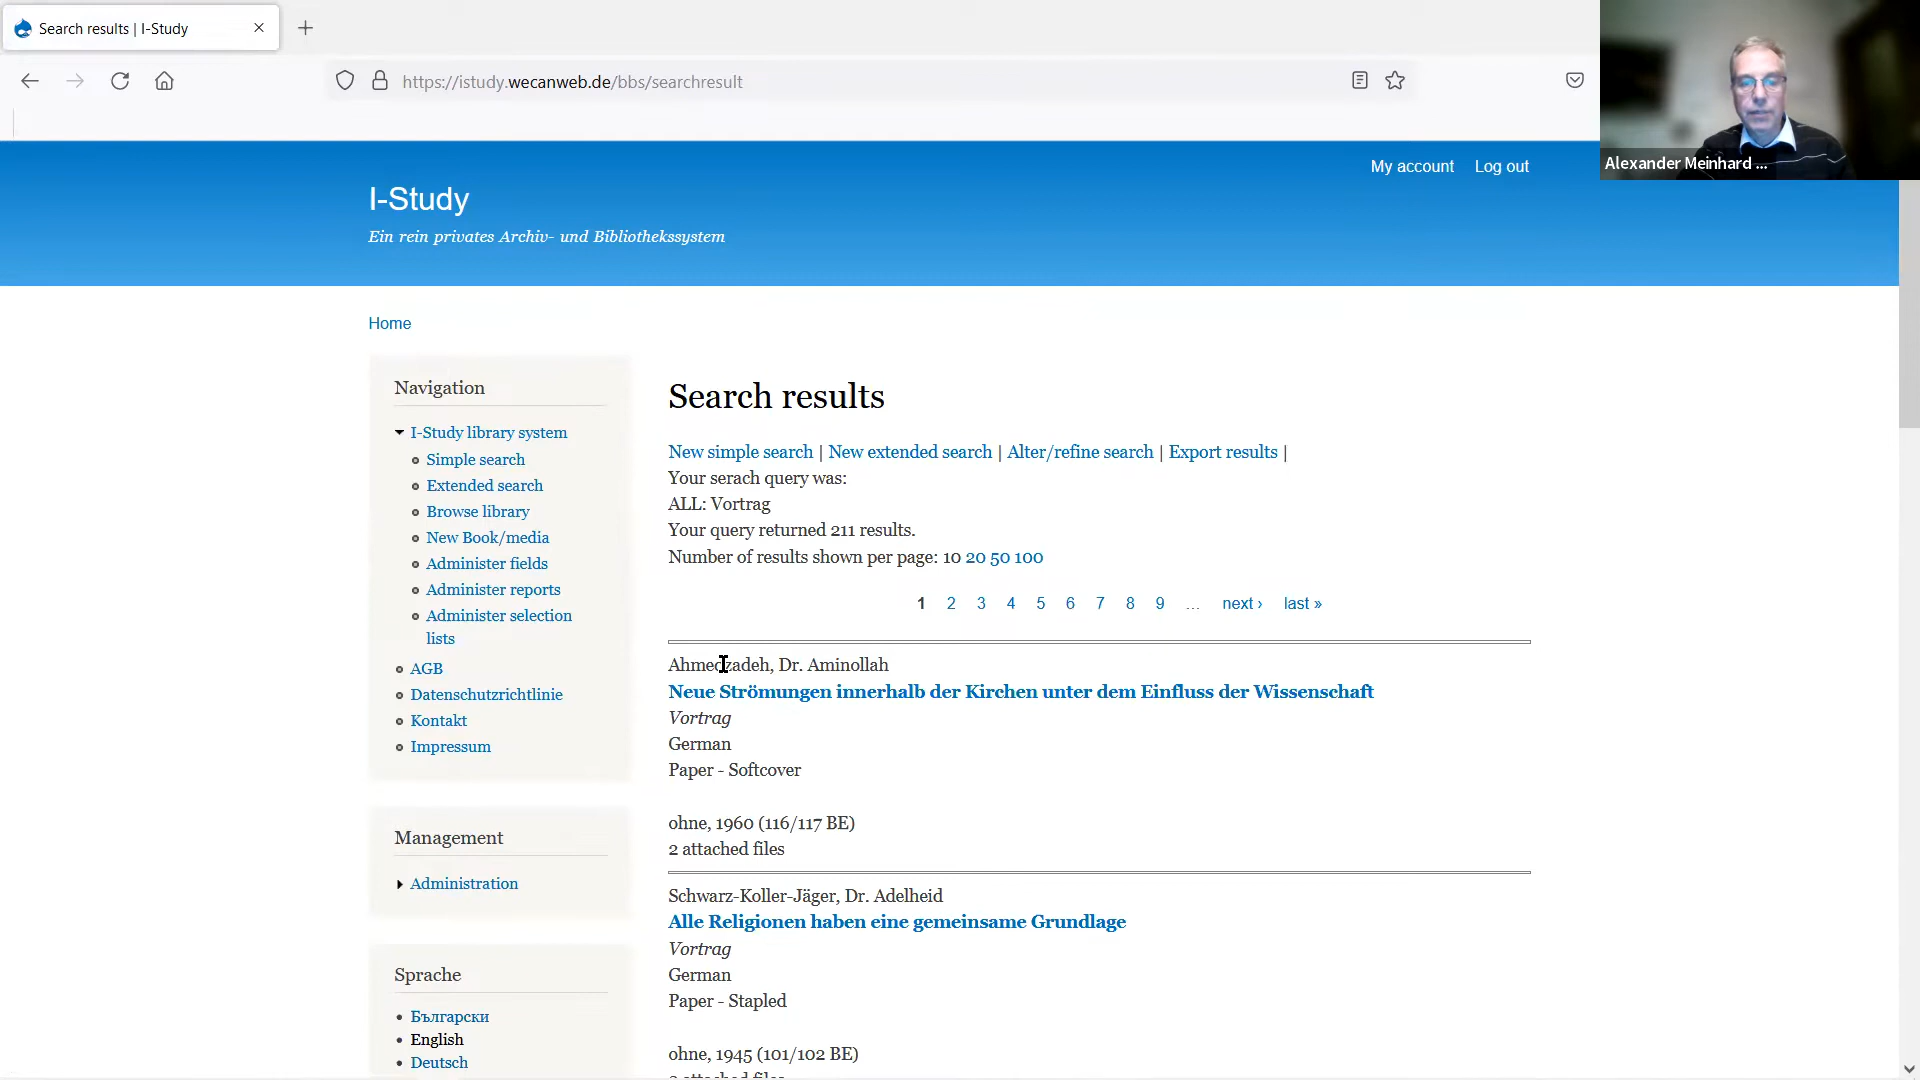 Search results | I-Study
https://istudy.wecanweb.de/bbs/searchresult
Alexander Meinhard ...
My account Log out
I-Study
Ein rein privates Archiv- und Bibliothekssystem
Home
Navigation
I-Study library system
Simple search
Extended search
Browse library
New Book/media
Administer fields
Administer reports
Administer selection
lists
AGB
Datenschutzrichtlinie
Kontakt
Impressum
Management
Administration
Sprache
Български
English
Deutsch
Search results
New simple search | New extended search | Alter/refine search | Export results |
Your serach query was:
ALL: Vortrag
Your query returned 211 results.
Number of results shown per page: 10 20 50 100
1 2 3 4 5 6 7 8 9 … next › last »
Ahmedzadeh, Dr. Aminollah
Neue Strömungen innerhalb der Kirchen unter dem Einfluss der Wissenschaft
Vortrag
German
Paper - Softcover
ohne, 1960 (116/117 BE)
2 attached files
Schwarz-Koller-Jäger, Dr. Adelheid
Alle Religionen haben eine gemeinsame Grundlage
Vortrag
German
Paper - Stapled
ohne, 1945 (101/102 BE)
attached files